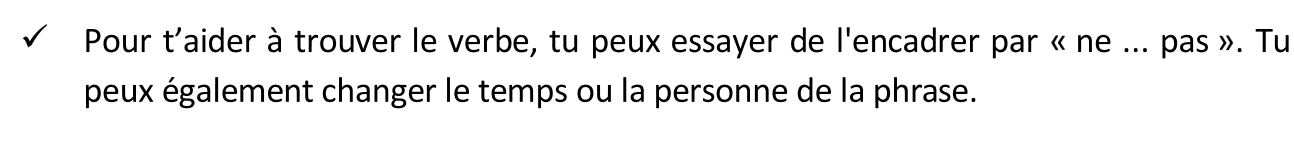 ✓ Pour t’aider à trouver le verbe, tu peux essayer de l'encadrer par « ne ... pas ». Tu
peux également changer le temps ou la personne de la phrase.